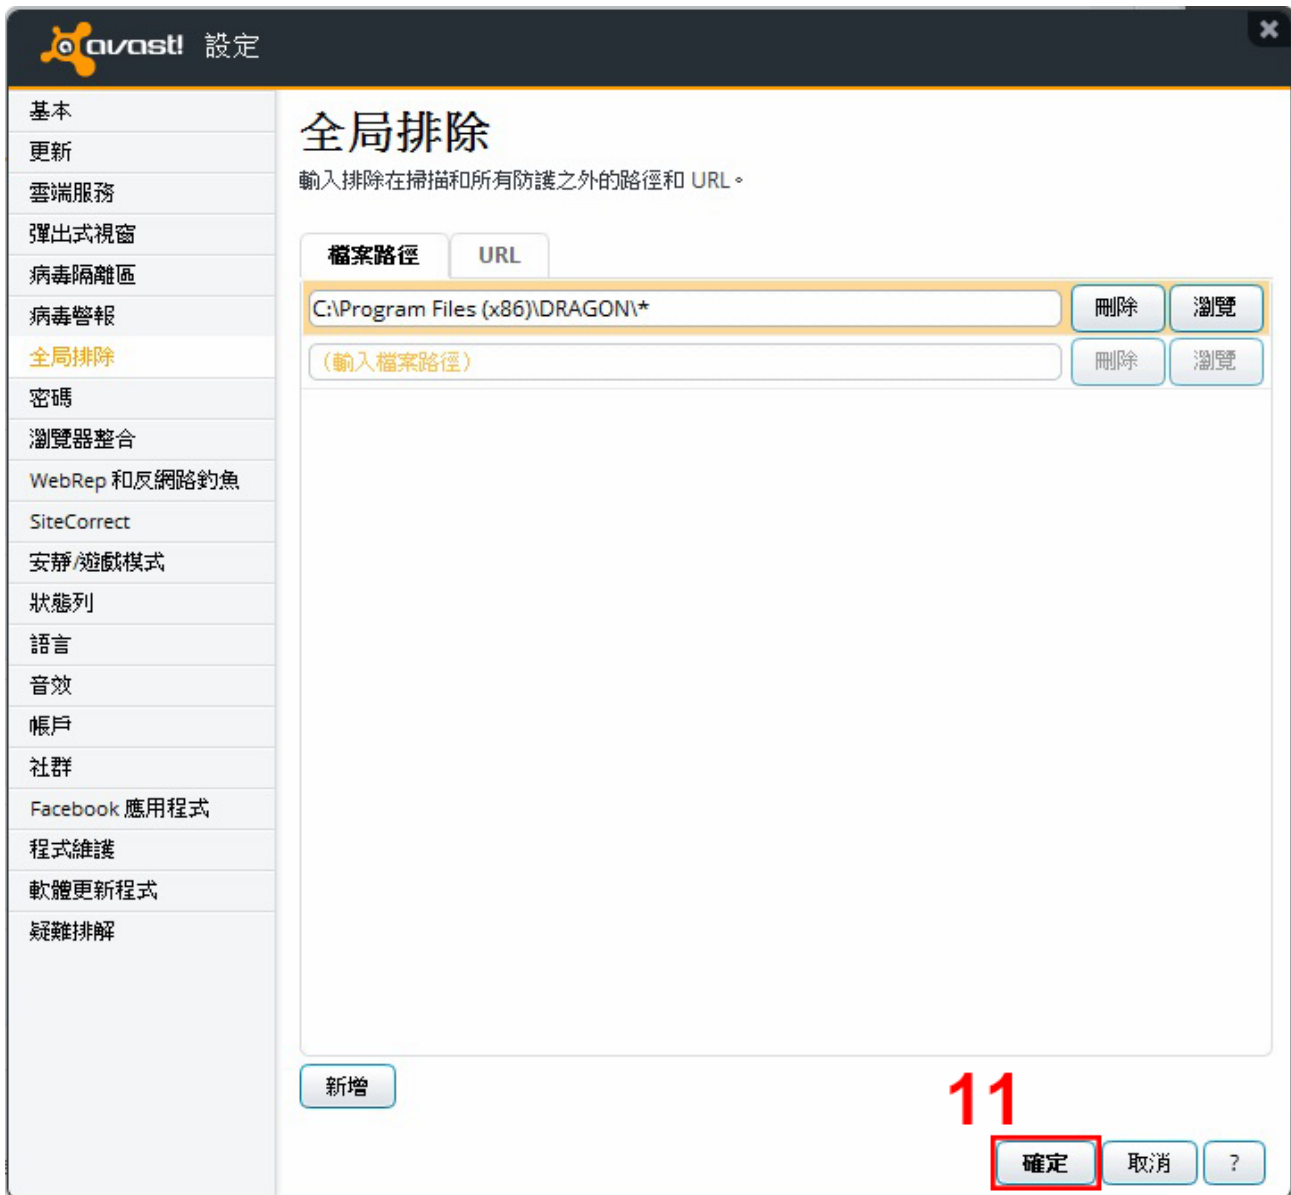 avast! 設定
基本
更新
雲端服務
彈出式視窗
病毒隔離區
病毒警報
全局排除
密碼
瀏覽器整合
WebRep 和反網路釣魚
SiteCorrect
安靜/遊戲模式
狀態列
語言
音效
帳戶
社群
Facebook 應用程式
程式維護
軟體更新程式
疑難排解
全局排除
輸入排除在掃描和所有防護之外的路徑和 URL。
檔案路徑 URL
C:\Program Files (x86)\DRAGON\* 刪除 瀏覽
(輸入檔案路徑) 刪除 瀏覽
新增
11
確定 取消 ?